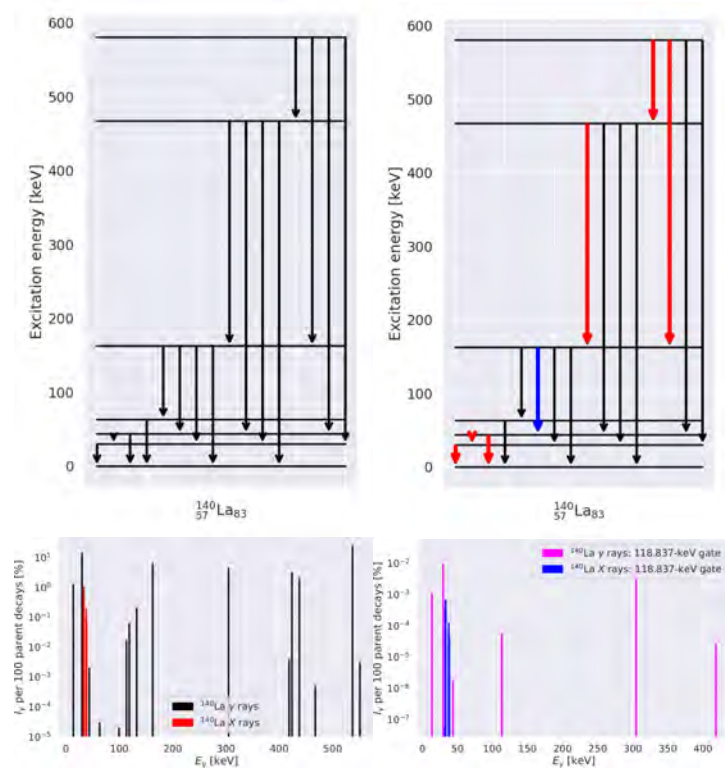 600
500
400
300
200
100
0
Excitation energy [keV]
¹⁴⁰₅₇La₈₃
600
500
400
300
200
100
0
Excitation energy [keV]
¹⁴⁰₅₇La₈₃
10¹
10⁰
10⁻¹
10⁻²
10⁻³
10⁻⁴
10⁻⁵
Iᵧ per 100 parent decays [%]
¹⁴⁰La γ rays
¹⁴⁰La X rays
0 100 200 300 400 500
Eᵧ [keV]
10⁻²
10⁻³
10⁻⁴
10⁻⁵
10⁻⁶
10⁻⁷
Iᵧ per 100 parent decays [%]
¹⁴⁰La γ rays: 118.837-keV gate
¹⁴⁰La X rays: 118.837-keV gate
0 50 100 150 200 250 300 350 400
Eᵧ [keV]